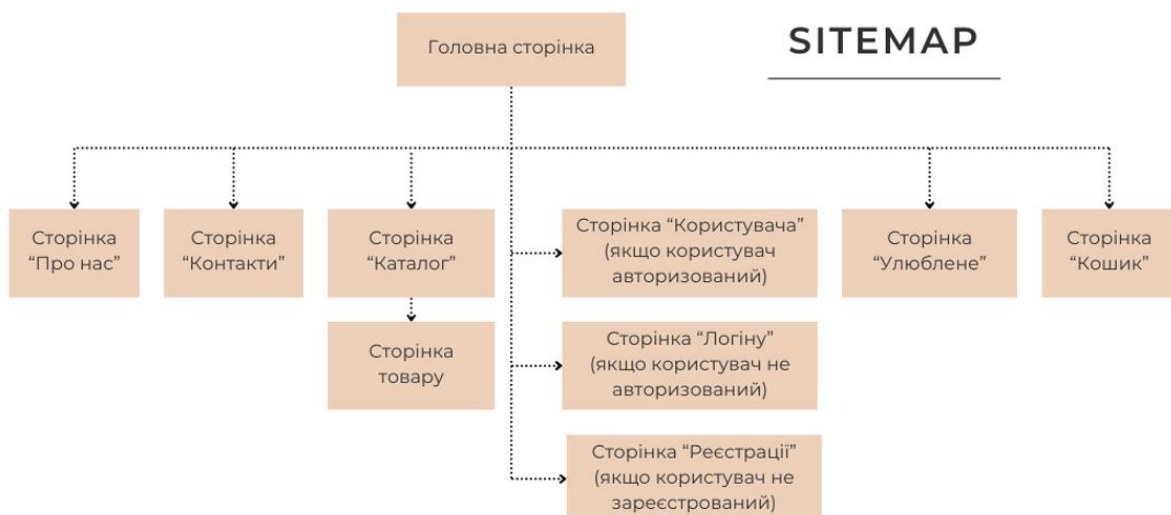 Головна сторінка
SITEMAP
Сторінка
“Про нас”
Сторінка
“Контакти”
Сторінка
“Каталог”
Сторінка “Користувача”
(якщо користувач
авторизований)
Сторінка
“Улюблене”
Сторінка
“Кошик”
Сторінка
товару
Сторінка “Логіну”
(якщо користувач не
авторизований)
Сторінка “Реєстрації”
(якщо користувач не
зареєстрований)